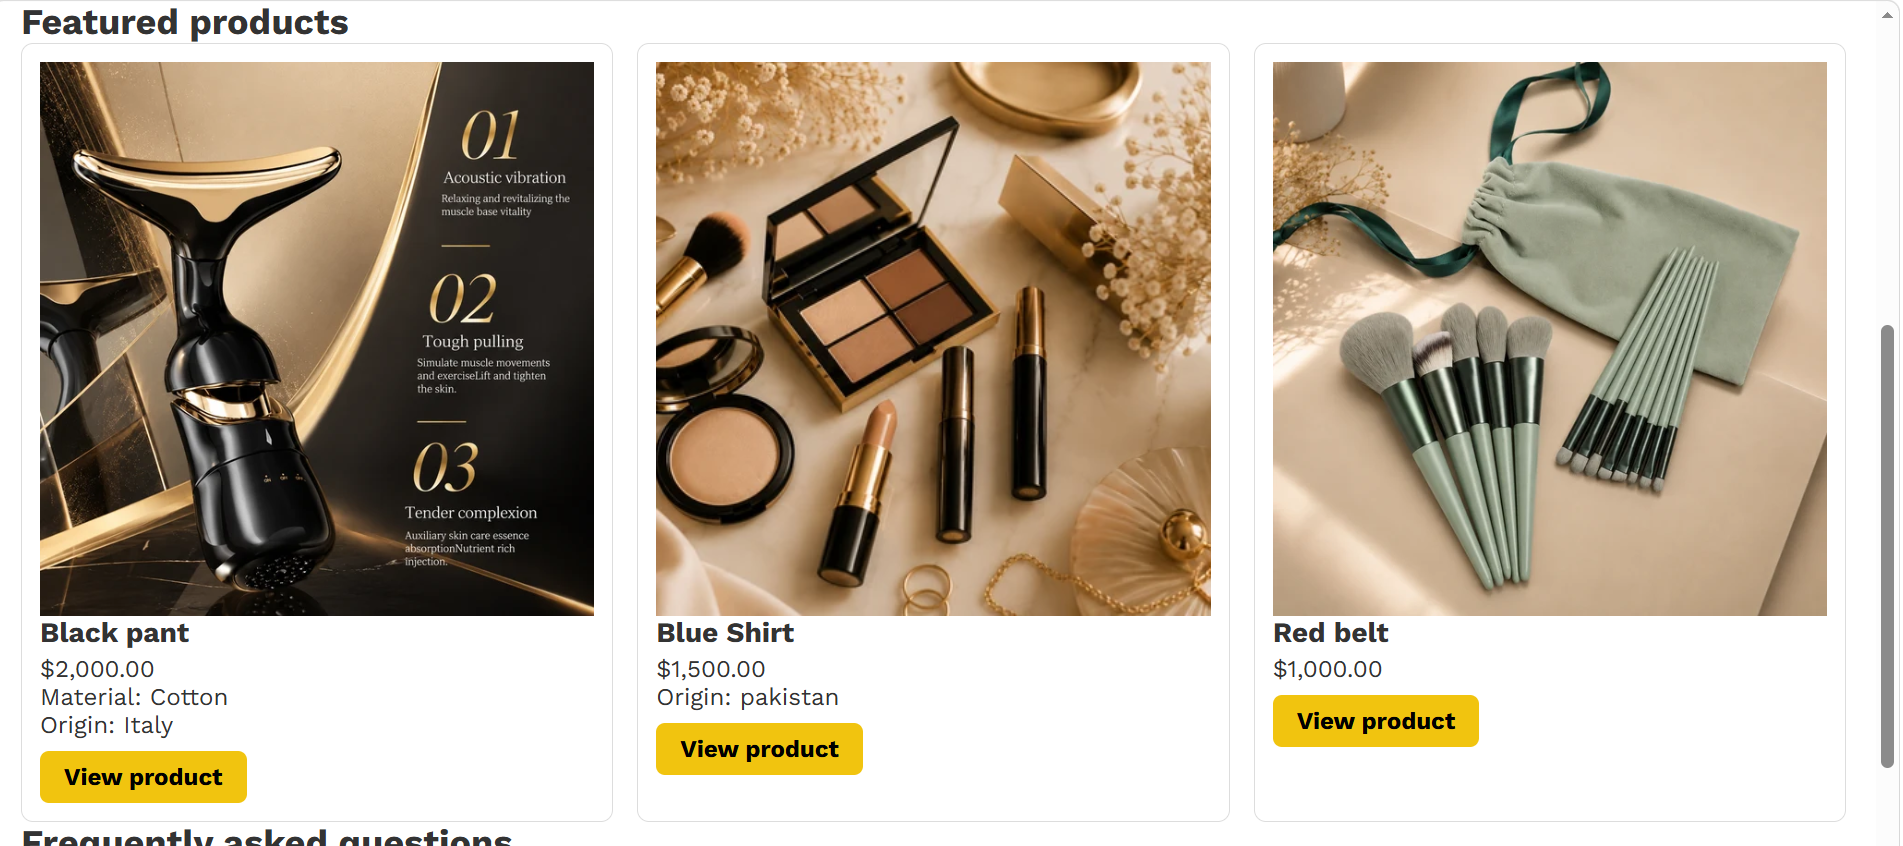 Featured products
01
Acoustic vibration
Relaxing and revitalizing the
muscle base vitality
02
Tough pulling
Simulate muscle movements
and exerciseLift and tighten
the skin.
03
Tender complexion
Auxiliary skin care essence
absorptionNutrient rich
injection.
Black pant
$2,000.00
Material: Cotton
Origin: Italy
View product
Blue Shirt
$1,500.00
Origin: pakistan
View product
Red belt
$1,000.00
View product
Frequently asked questions